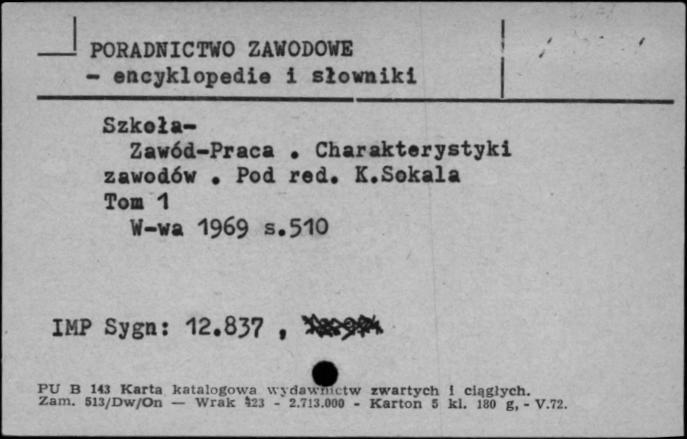 PORADNICTWO ZAWODOWE
- encyklopedie i słowniki
Szkoła-
Zawód-Praca . Charakterystyki
zawodów . Pod red. K.Sokala
Tom 1
W-wa 1969 s.510
IMP Sygn: 12.837 ,
PU B 143 Karta katalogowa wydawnictw zwartych i ciągłych.
Zam. 513/Dw/On — Wrak 423 - 2.713.000 - Karton 5 kl. 180 g, - V.72.